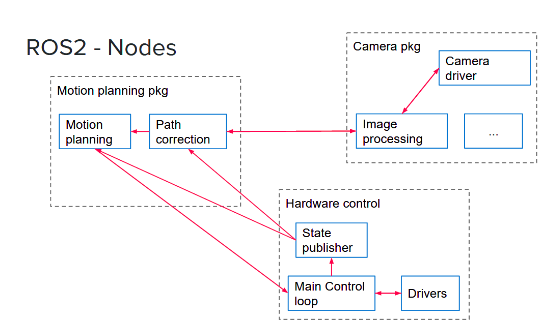 ROS2 - Nodes
Camera pkg
Camera
driver
Motion planning pkg
Motion
planning
Path
correction
Image
processing
...
Hardware control
State
publisher
Main Control
loop
Drivers